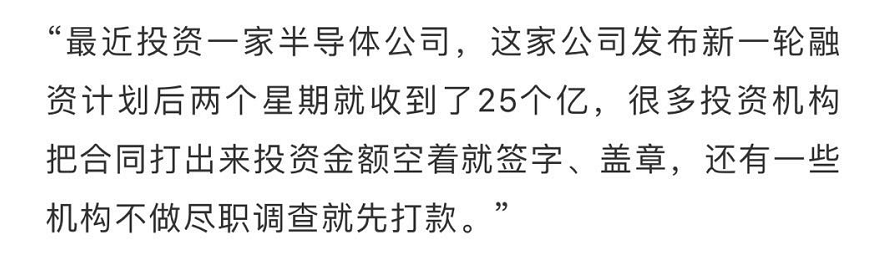 “最近投资一家半导体公司，这家公司发布新一轮融
资计划后两个星期就收到了25个亿，很多投资机构
把合同打出来投资金额空着就签字、盖章，还有一些
机构不做尽职调查就先打款。”